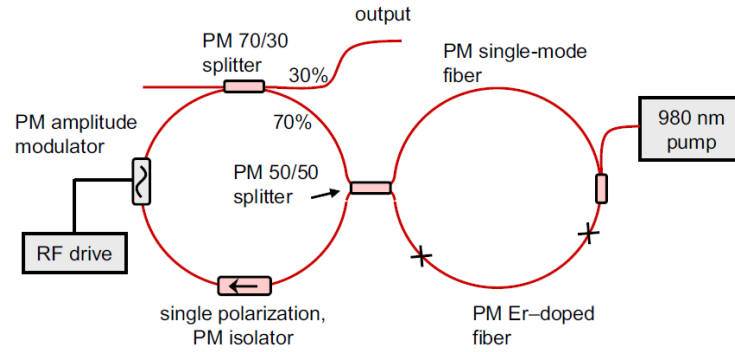 output
PM 70/30
splitter
30%
PM single-mode
fiber
70%
980 nm
pump
PM amplitude
modulator
PM 50/50
splitter
RF drive
single polarization,
PM isolator
PM Er–doped
fiber